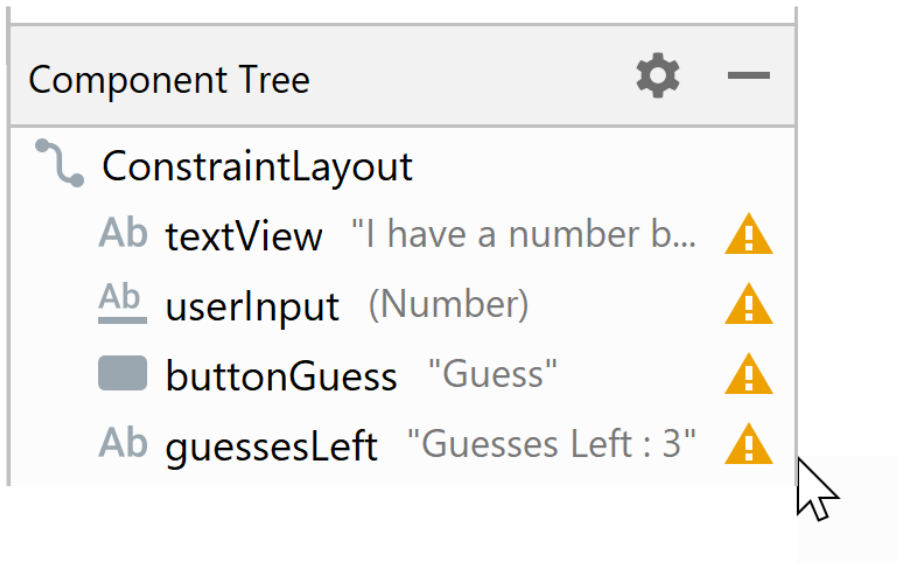 Component Tree
ConstraintLayout
Ab textView "I have a number b...
Ab userInput (Number)
buttonGuess "Guess"
Ab guessesLeft "Guesses Left : 3"